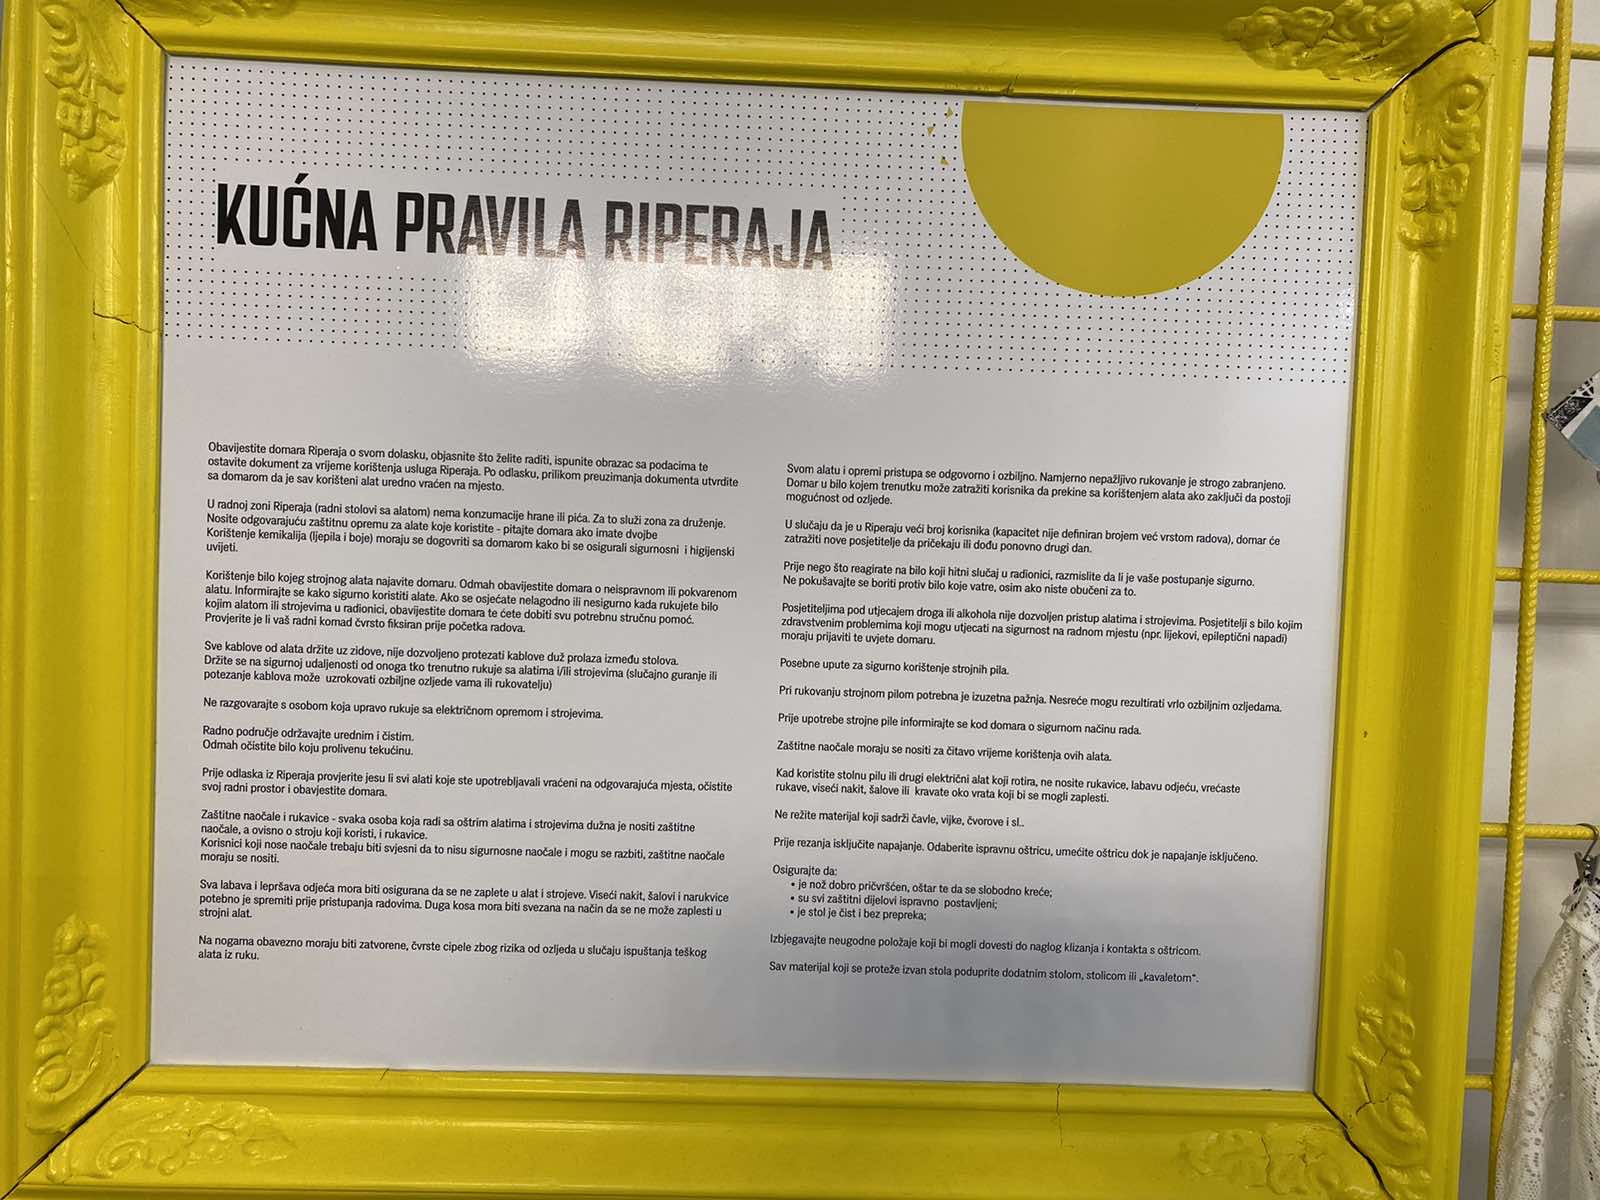 KUĆNA PRAVILA RIPERAJA
Obavijestite domara Riperaja o svom dolasku, objasnite što želite raditi, ispunite obrazac sa podacima te
ostavite dokument za vrijeme korištenja usluga Riperaja. Po odlasku, prilikom preuzimanja dokumenta utvrdite
sa domarom da je sav korišteni alat uredno vraćen na mjesto.
U radnoj zoni Riperaja (radni stolovi sa alatom) nema konzumacije hrane ili pića. Za to služi zona za druženje.
Nosite odgovarajuću zaštitnu opremu za alate koje koristite - pitajte domara ako imate dvojbe
Korištenje kemikalija (ljepila i boje) moraju se dogovriti sa domarom kako bi se osigurali sigurnosni i higijenski
uvijeti.
Korištenje bilo kojeg strojnog alata najavite domaru. Odmah obavijestite domara o neispravnom ili pokvarenom
alatu. Informirajte se kako sigurno koristiti alate. Ako se osjećate nelagodno ili nesigurno kada rukujete bilo
kojim alatom ili strojevima u radionici, obavijestite domara te ćete dobiti svu potrebnu stručnu pomoć.
Provjerite je li vaš radni komad čvrsto fiksiran prije početka radova.
Sve kablove od alata držite uz zidove, nije dozvoljeno protezati kablove duž prolaza između stolova.
Držite se na sigurnoj udaljenosti od onoga tko trenutno rukuje sa alatima i/ili strojevima (slučajno guranje ili
potezanje kablova može uzrokovati ozbiljne ozljede vama ili rukovatelju)
Ne razgovarajte s osobom koja upravo rukuje sa električnom opremom i strojevima.
Radno područje održavajte urednim i čistim.
Odmah očistite bilo koju prolivenu tekućinu.
Prije odlaska iz Riperaja provjerite jesu li svi alati koje ste upotrebljavali vraćeni na odgovarajuća mjesta, očistite
svoj radni prostor i obavjestite domara.
Zaštitne naočale i rukavice - svaka osoba koja radi sa oštrim alatima i strojevima dužna je nositi zaštitne
naočale, a ovisno o stroju koji koristi, i rukavice.
Korisnici koji nose naočale trebaju biti svjesni da to nisu sigurnosne naočale i mogu se razbiti, zaštitne naočale
moraju se nositi.
Sva labava i lepršava odjeća mora biti osigurana da se ne zaplete u alat i strojeve. Viseći nakit, šalovi i narukvice
potebno je spremiti prije pristupanja radovima. Duga kosa mora biti svezana na način da se ne može zaplesti u
strojni alat.
Na nogama obavezno moraju biti zatvorene, čvrste cipele zbog rizika od ozljeda u slučaju ispuštanja teškog
alata iz ruku.
Svom alatu i opremi pristupa se odgovorno i ozbiljno. Namjerno nepažljivo rukovanje je strogo zabranjeno.
Domar u bilo kojem trenutku može zatražiti korisnika da prekine sa korištenjem alata ako zaključi da postoji
mogućnost od ozljede.
U slučaju da je u Riperaju veći broj korisnika (kapacitet nije definiran brojem već vrstom radova), domar će
zatražiti nove posjetitelje da pričekaju ili dođu ponovno drugi dan.
Prije nego što reagirate na bilo koji hitni slučaj u radionici, razmislite da li je vaše postupanje sigurno.
Ne pokušavajte se boriti protiv bilo koje vatre, osim ako niste obučeni za to.
Posjetiteljima pod utjecajem droga ili alkohola nije dozvoljen pristup alatima i strojevima. Posjetitelji s bilo kojim
zdravstvenim problemima koji mogu utjecati na sigurnost na radnom mjestu (npr. lijekovi, epileptični napadi)
moraju prijaviti te uvjete domaru.
Posebne upute za sigurno korištenje strojnih pila.
Pri rukovanju strojnom pilom potrebna je izuzetna pažnja. Nesreće mogu rezultirati vrlo ozbiljnim ozljedama.
Prije upotrebe strojne pile informirajte se kod domara o sigurnom načinu rada.
Zaštitne naočale moraju se nositi za čitavo vrijeme korištenja ovih alata.
Kad koristite stolnu pilu ili drugi električni alat koji rotira, ne nosite rukavice, labavu odjeću, vrećaste
rukave, viseći nakit, šalove ili kravate oko vrata koji bi se mogli zaplesti.
Ne režite materijal koji sadrži čavle, vijke, čvorove i sl..
Prije rezanja isključite napajanje. Odaberite ispravnu oštricu, umećite oštricu dok je napajanje isključeno.
Osigurajte da:
• je nož dobro pričvršćen, oštar te da se slobodno kreće;
• su svi zaštitni dijelovi ispravno postavljeni;
• je stol je čist i bez prepreka;
Izbjegavajte neugodne položaje koji bi mogli dovesti do naglog klizanja i kontakta s oštricom.
Sav materijal koji se proteže izvan stola poduprite dodatnim stolom, stolicom ili „kavaletom“.